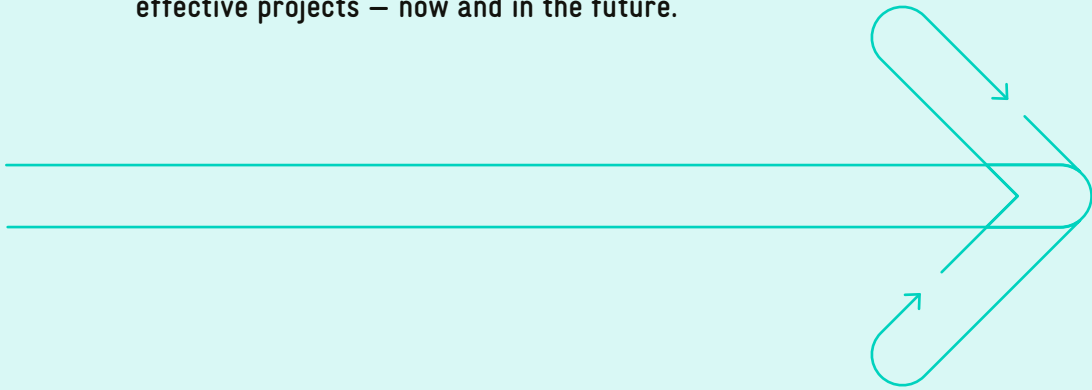 effective projects — now and in the future.